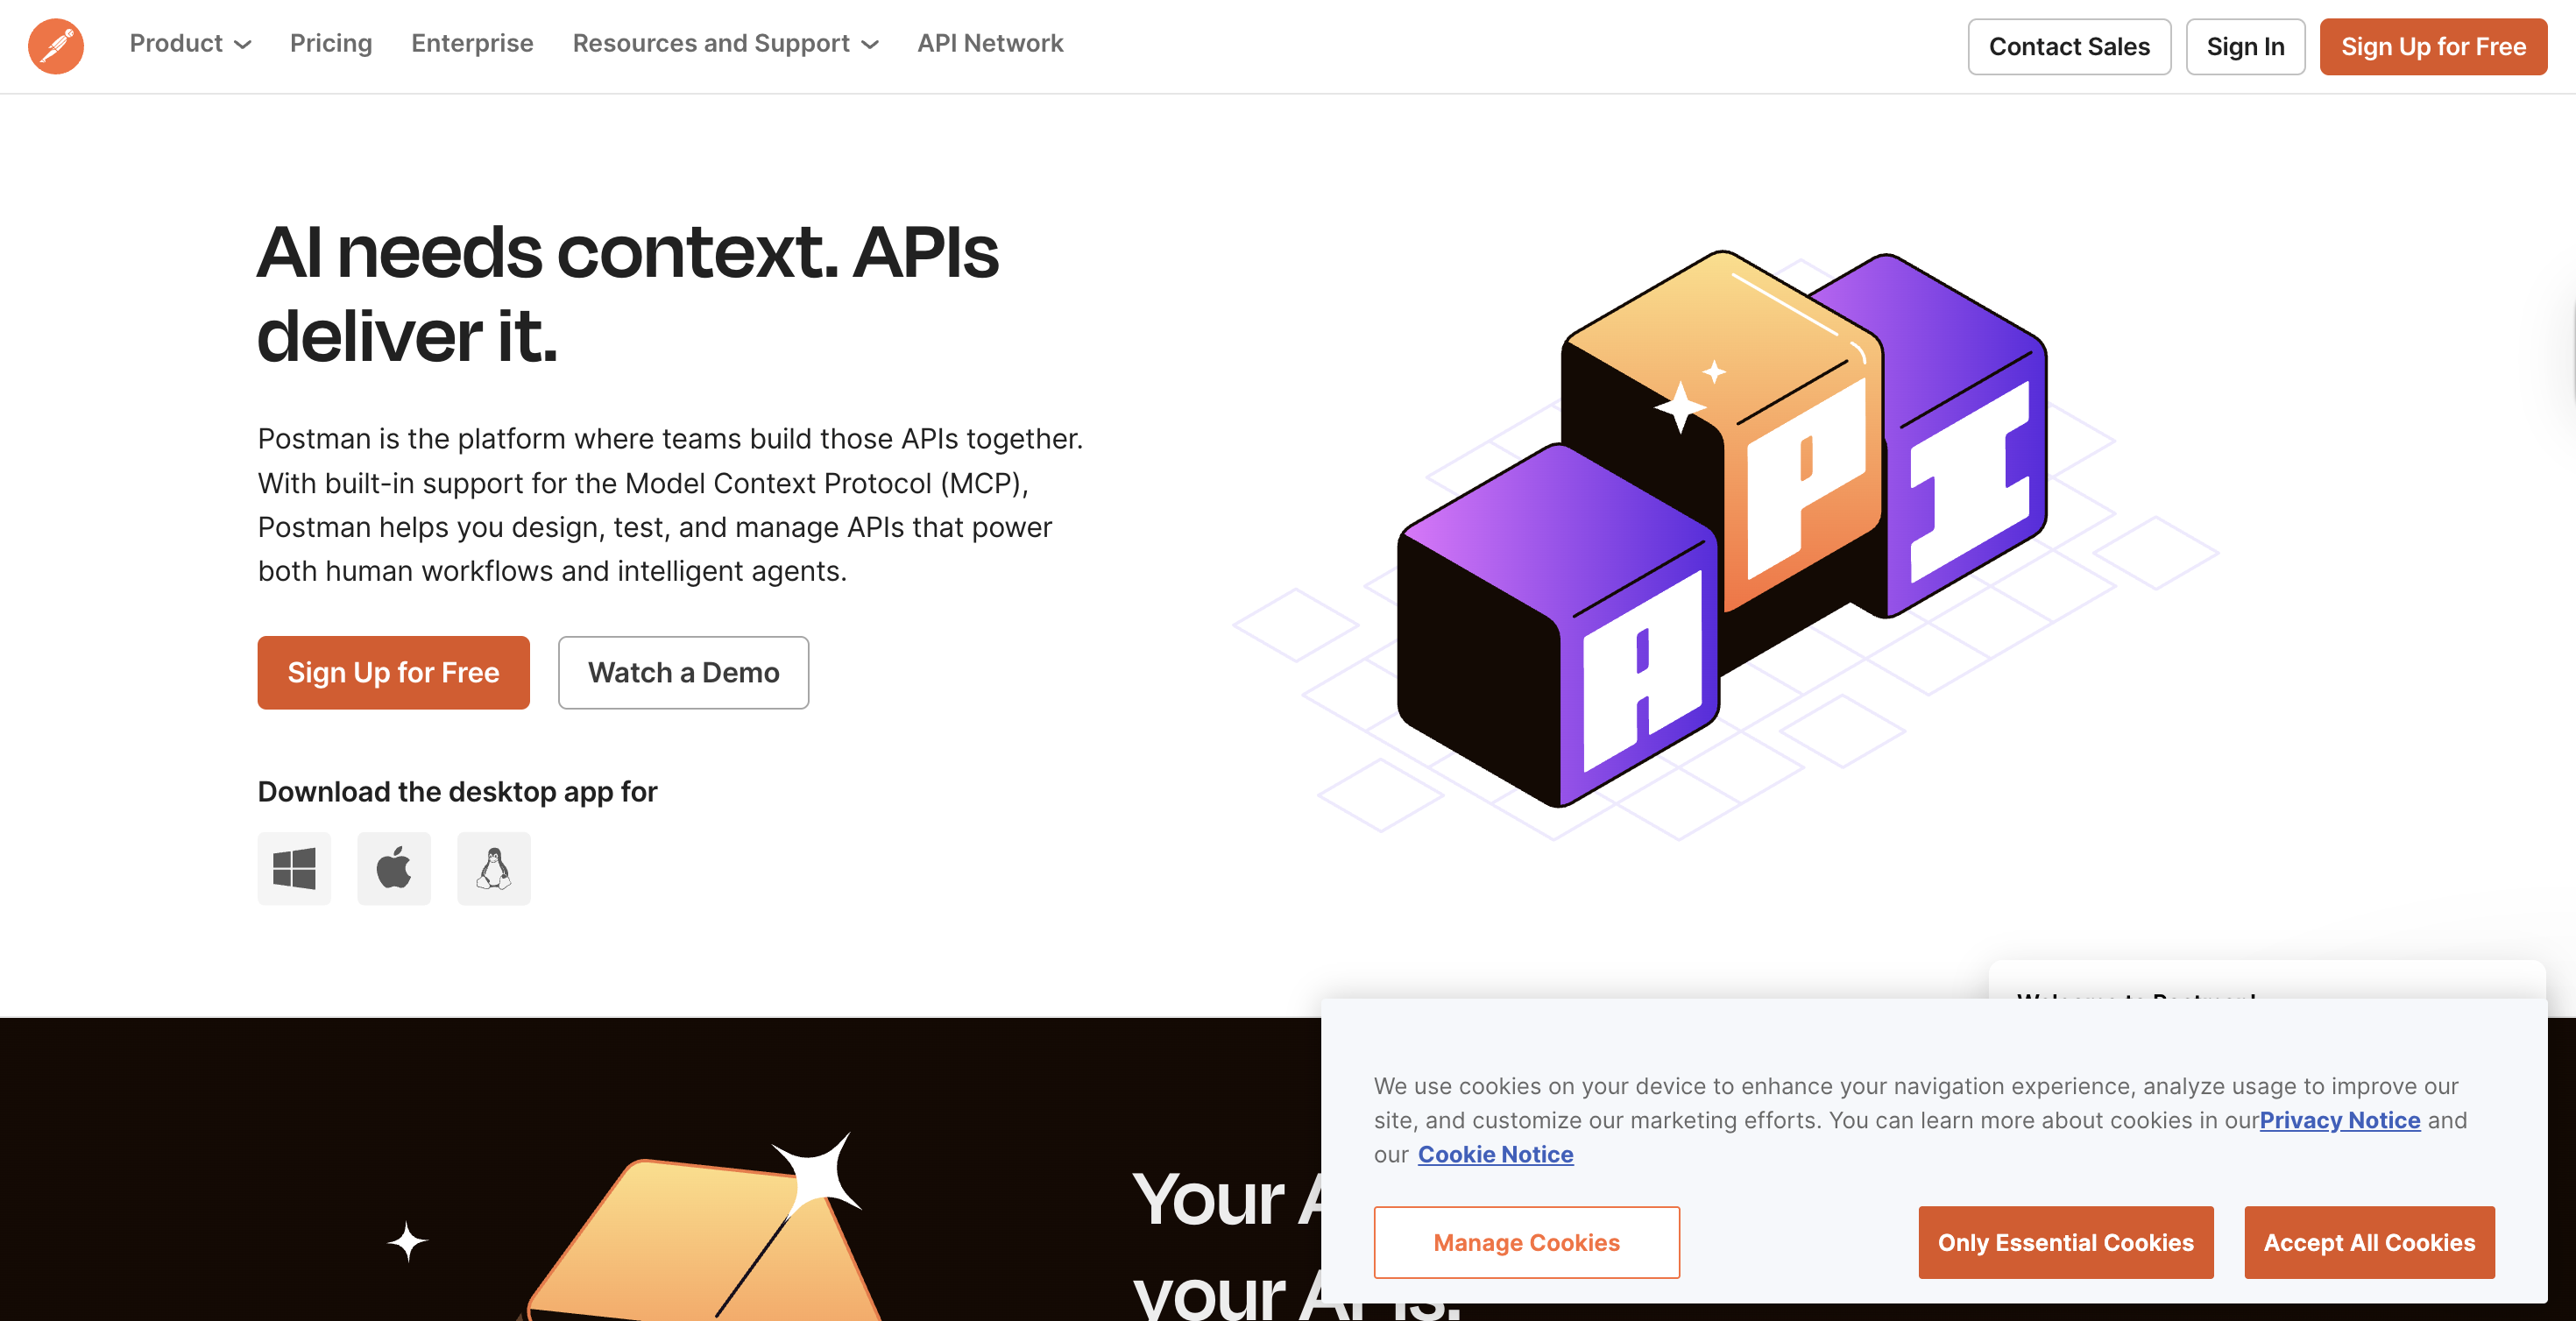 Product
Pricing
Enterprise
Resources and Support
API Network
Contact Sales
Sign In
Sign Up for Free
AI needs context. APIs
deliver it.
Postman is the platform where teams build those APIs together.
With built-in support for the Model Context Protocol (MCP),
Postman helps you design, test, and manage APIs that power
both human workflows and intelligent agents.
Sign Up for Free
Watch a Demo
Download the desktop app for
A
P
I
Welcome to Postman!
We use cookies on your device to enhance your navigation experience, analyze usage to improve our
site, and customize our marketing efforts. You can learn more about cookies in ourPrivacy Notice and
our Cookie Notice
Manage Cookies
Only Essential Cookies
Accept All Cookies
Your
your APIs.